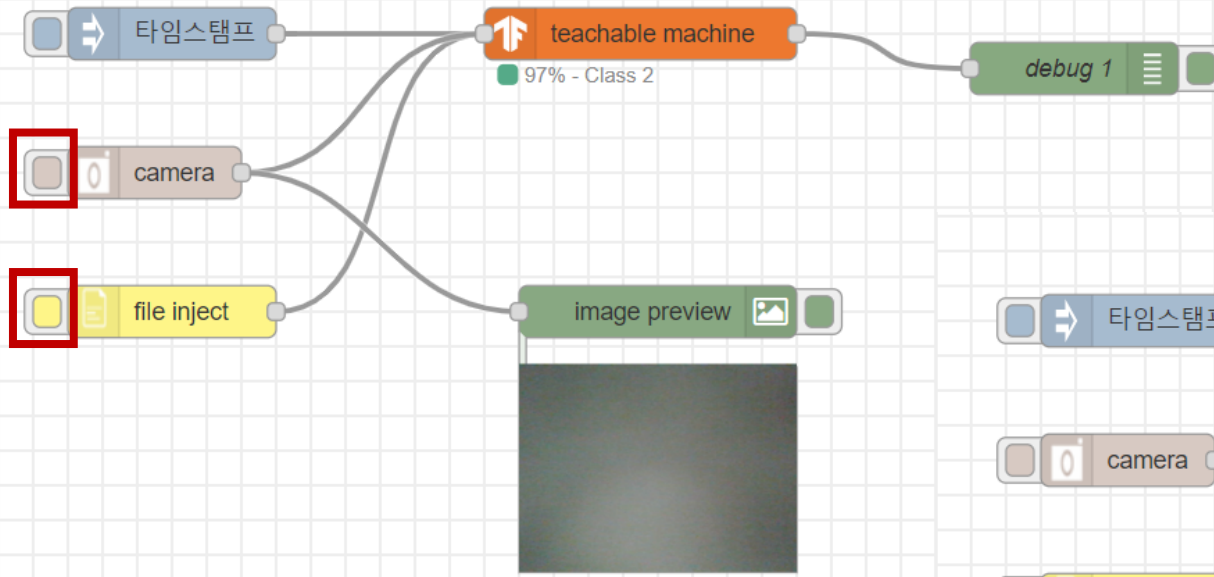 타임스탬프
teachable machine
97% - Class 2
debug 1
camera
file inject
image preview
타임스탬
camera